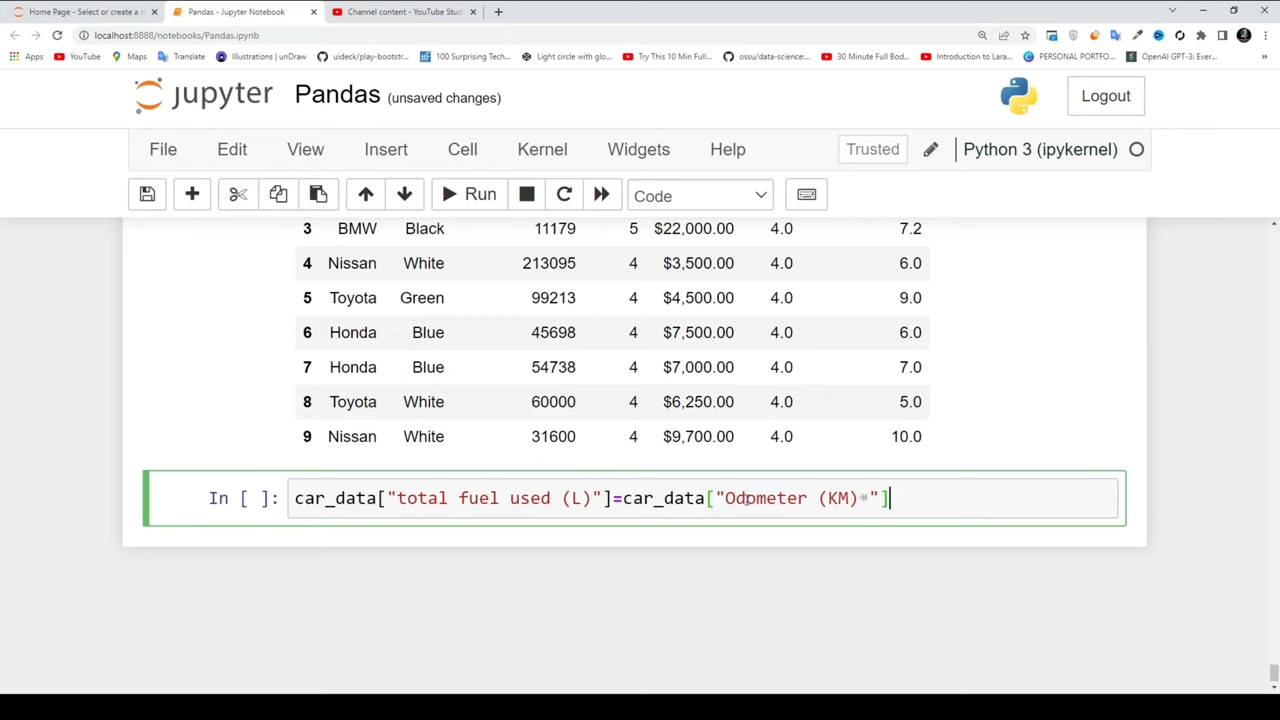 Home Page - Select or create a n
Pandas - Jupyter Notebook
Channel content - YouTube Stud
localhost:8888/notebooks/Pandas.ipynb
Apps YouTube Maps Translate Illustrations | unDraw uideck/play-bootstr... 100 Surprising Tech... Light circle with glo... Try This 10 Min Full... ossu/data-science:... 30 Minute Full Bod... Introduction to Lara... PERSONAL PORTFO... OpenAI GPT-3: Ever... »
jupyter Pandas (unsaved changes) Logout
File Edit View Insert Cell Kernel Widgets Help Trusted Python 3 (ipykernel)
Run Code
3 BMW Black 11179 5 $22,000.00 4.0 7.2
4 Nissan White 213095 4 $3,500.00 4.0 6.0
5 Toyota Green 99213 4 $4,500.00 4.0 9.0
6 Honda Blue 45698 4 $7,500.00 4.0 6.0
7 Honda Blue 54738 4 $7,000.00 4.0 7.0
8 Toyota White 60000 4 $6,250.00 4.0 5.0
9 Nissan White 31600 4 $9,700.00 4.0 10.0
In [ ]: car_data["total fuel used (L)"]=car_data["Odometer (KM) "]